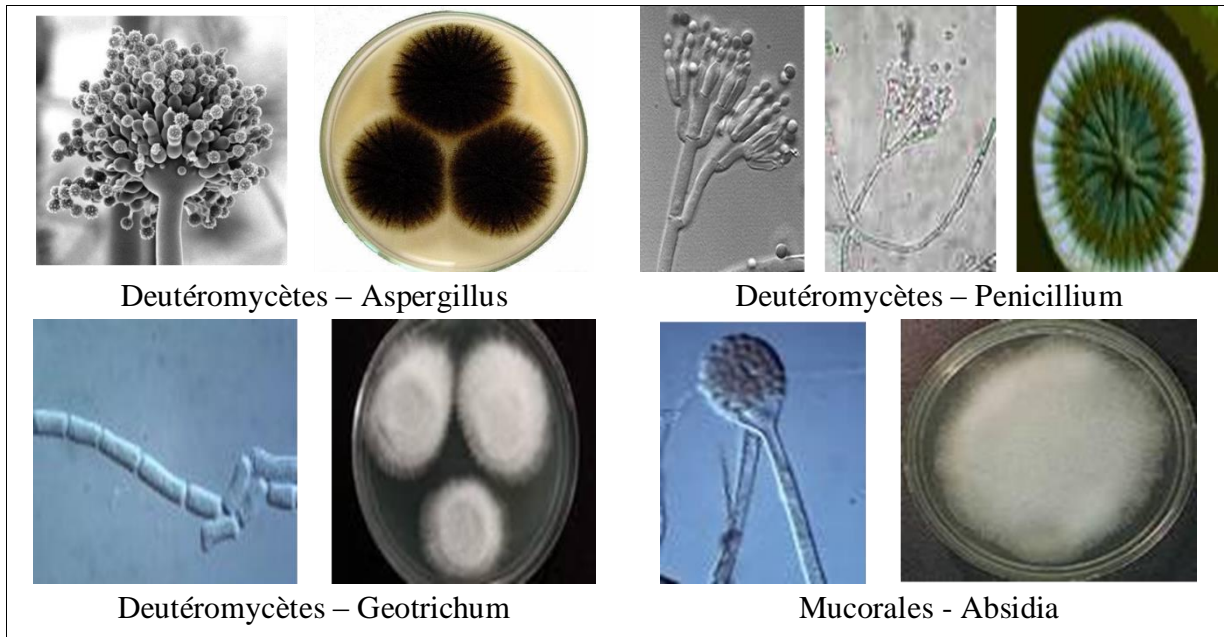 Deutéromycètes – Aspergillus
Deutéromycètes – Penicillium
Deutéromycètes – Geotrichum
Mucorales - Absidia